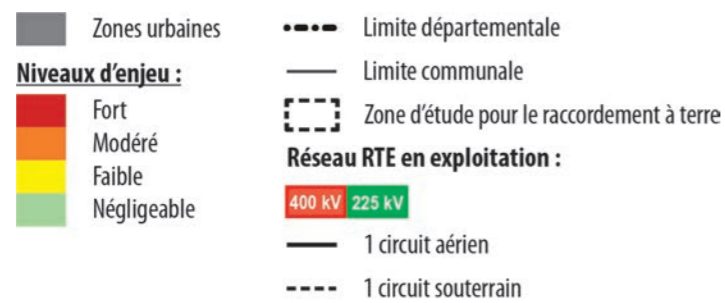 Zones urbaines
Niveaux d’enjeu :
Fort
Modéré
Faible
Négligeable
Limite départementale
Limite communale
Zone d’étude pour le raccordement à terre
Réseau RTE en exploitation :
400 kV 225 kV
1 circuit aérien
1 circuit souterrain